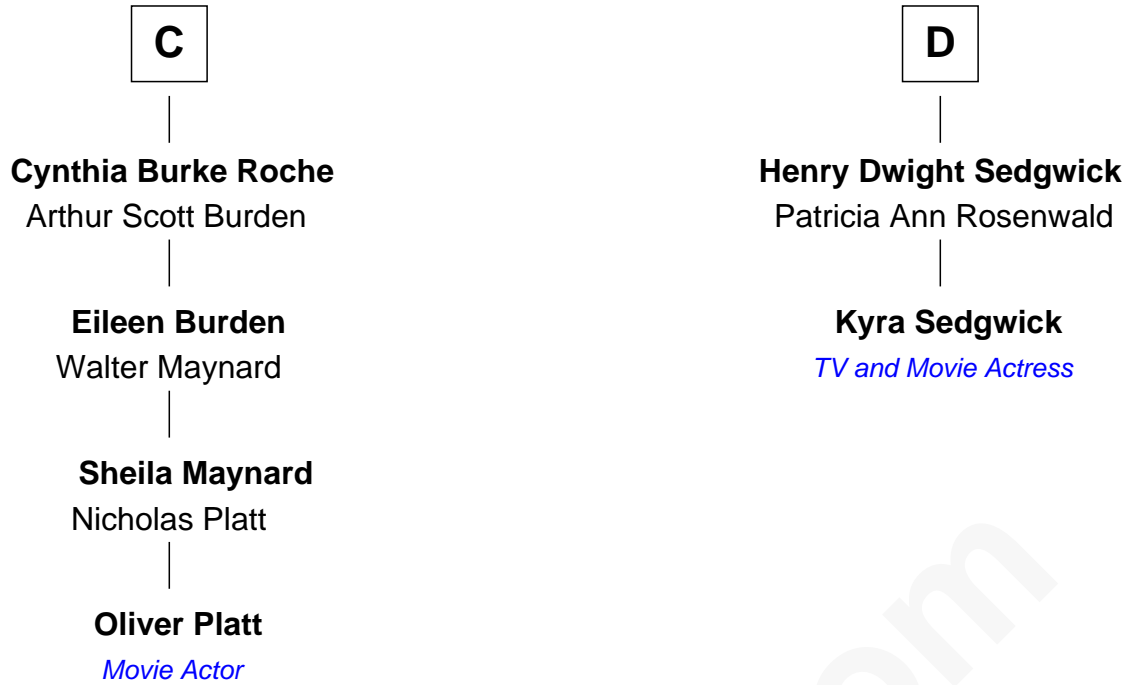 C
Cynthia Burke Roche
Arthur Scott Burden
Eileen Burden
Walter Maynard
Sheila Maynard
Nicholas Platt
Oliver Platt
Movie Actor
D
Henry Dwight Sedgwick
Patricia Ann Rosenwald
Kyra Sedgwick
TV and Movie Actress